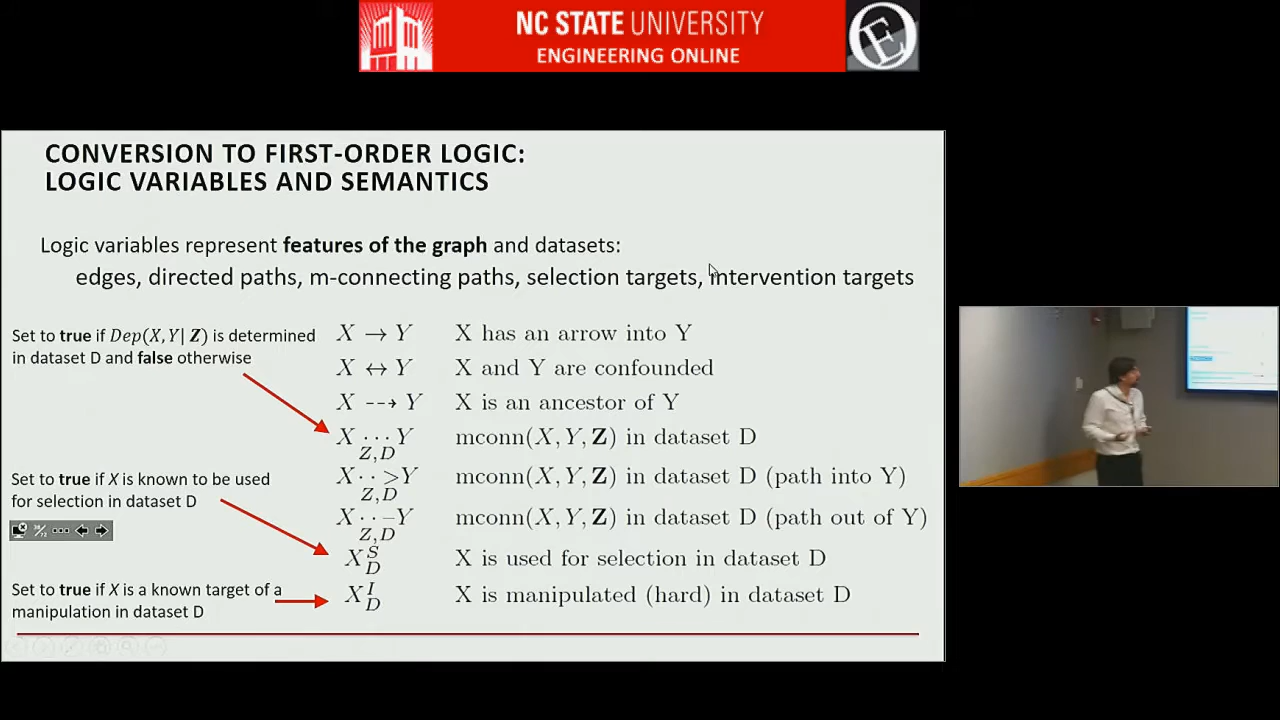 NC STATE UNIVERSITY
ENGINEERING ONLINE
CONVERSION TO FIRST-ORDER LOGIC:
LOGIC VARIABLES AND SEMANTICS
Logic variables represent features of the graph and datasets:
edges, directed paths, m-connecting paths, selection targets, intervention targets
Set to true if Dep(X, Y| Z) is determined
in dataset D and false otherwise
Set to true if X is known to be used
for selection in dataset D
Set to true if X is a known target of a
manipulation in dataset D
X → Y X has an arrow into Y
X ↔ Y X and Y are confounded
X --→ Y X is an ancestor of Y
X ··· Y mconn(X, Y, Z) in dataset D
Z,D
X ··>Y mconn(X, Y, Z) in dataset D (path into Y)
Z,D
X ··−Y mconn(X, Y, Z) in dataset D (path out of Y)
Z,D
X^S_D X is used for selection in dataset D
X^I_D X is manipulated (hard) in dataset D